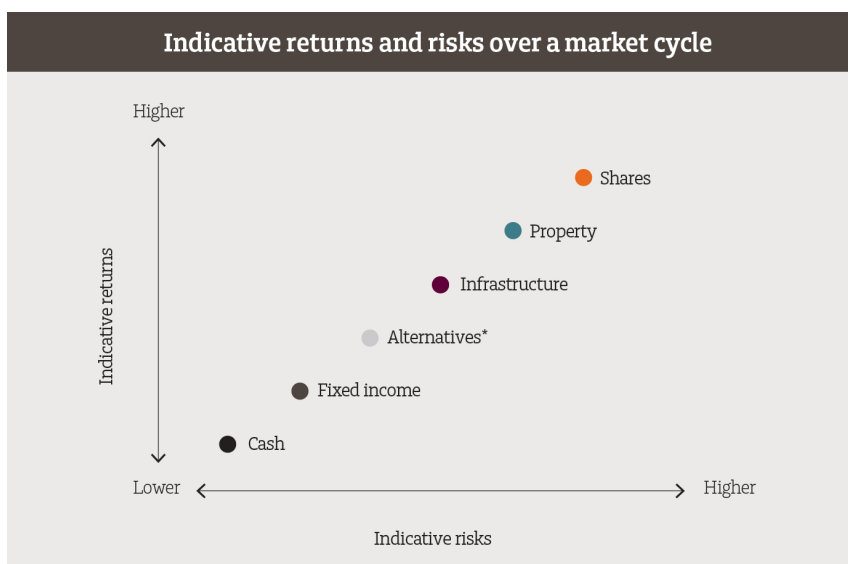 Indicative returns and risks over a market cycle
Higher
Shares
Property
Indicative returns
Infrastructure
Alternatives*
Fixed income
Cash
Lower
Higher
Indicative risks